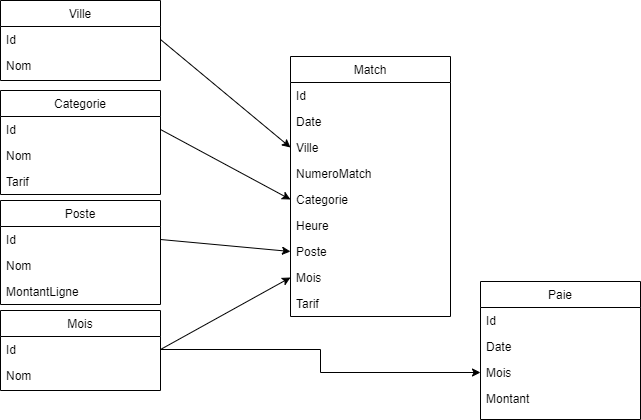 Ville
Id
Nom
Categorie
Id
Nom
Tarif
Poste
Id
Nom
MontantLigne
Mois
Id
Nom
Match
Id
Date
Ville
NumeroMatch
Categorie
Heure
Poste
Mois
Tarif
Paie
Id
Date
Mois
Montant